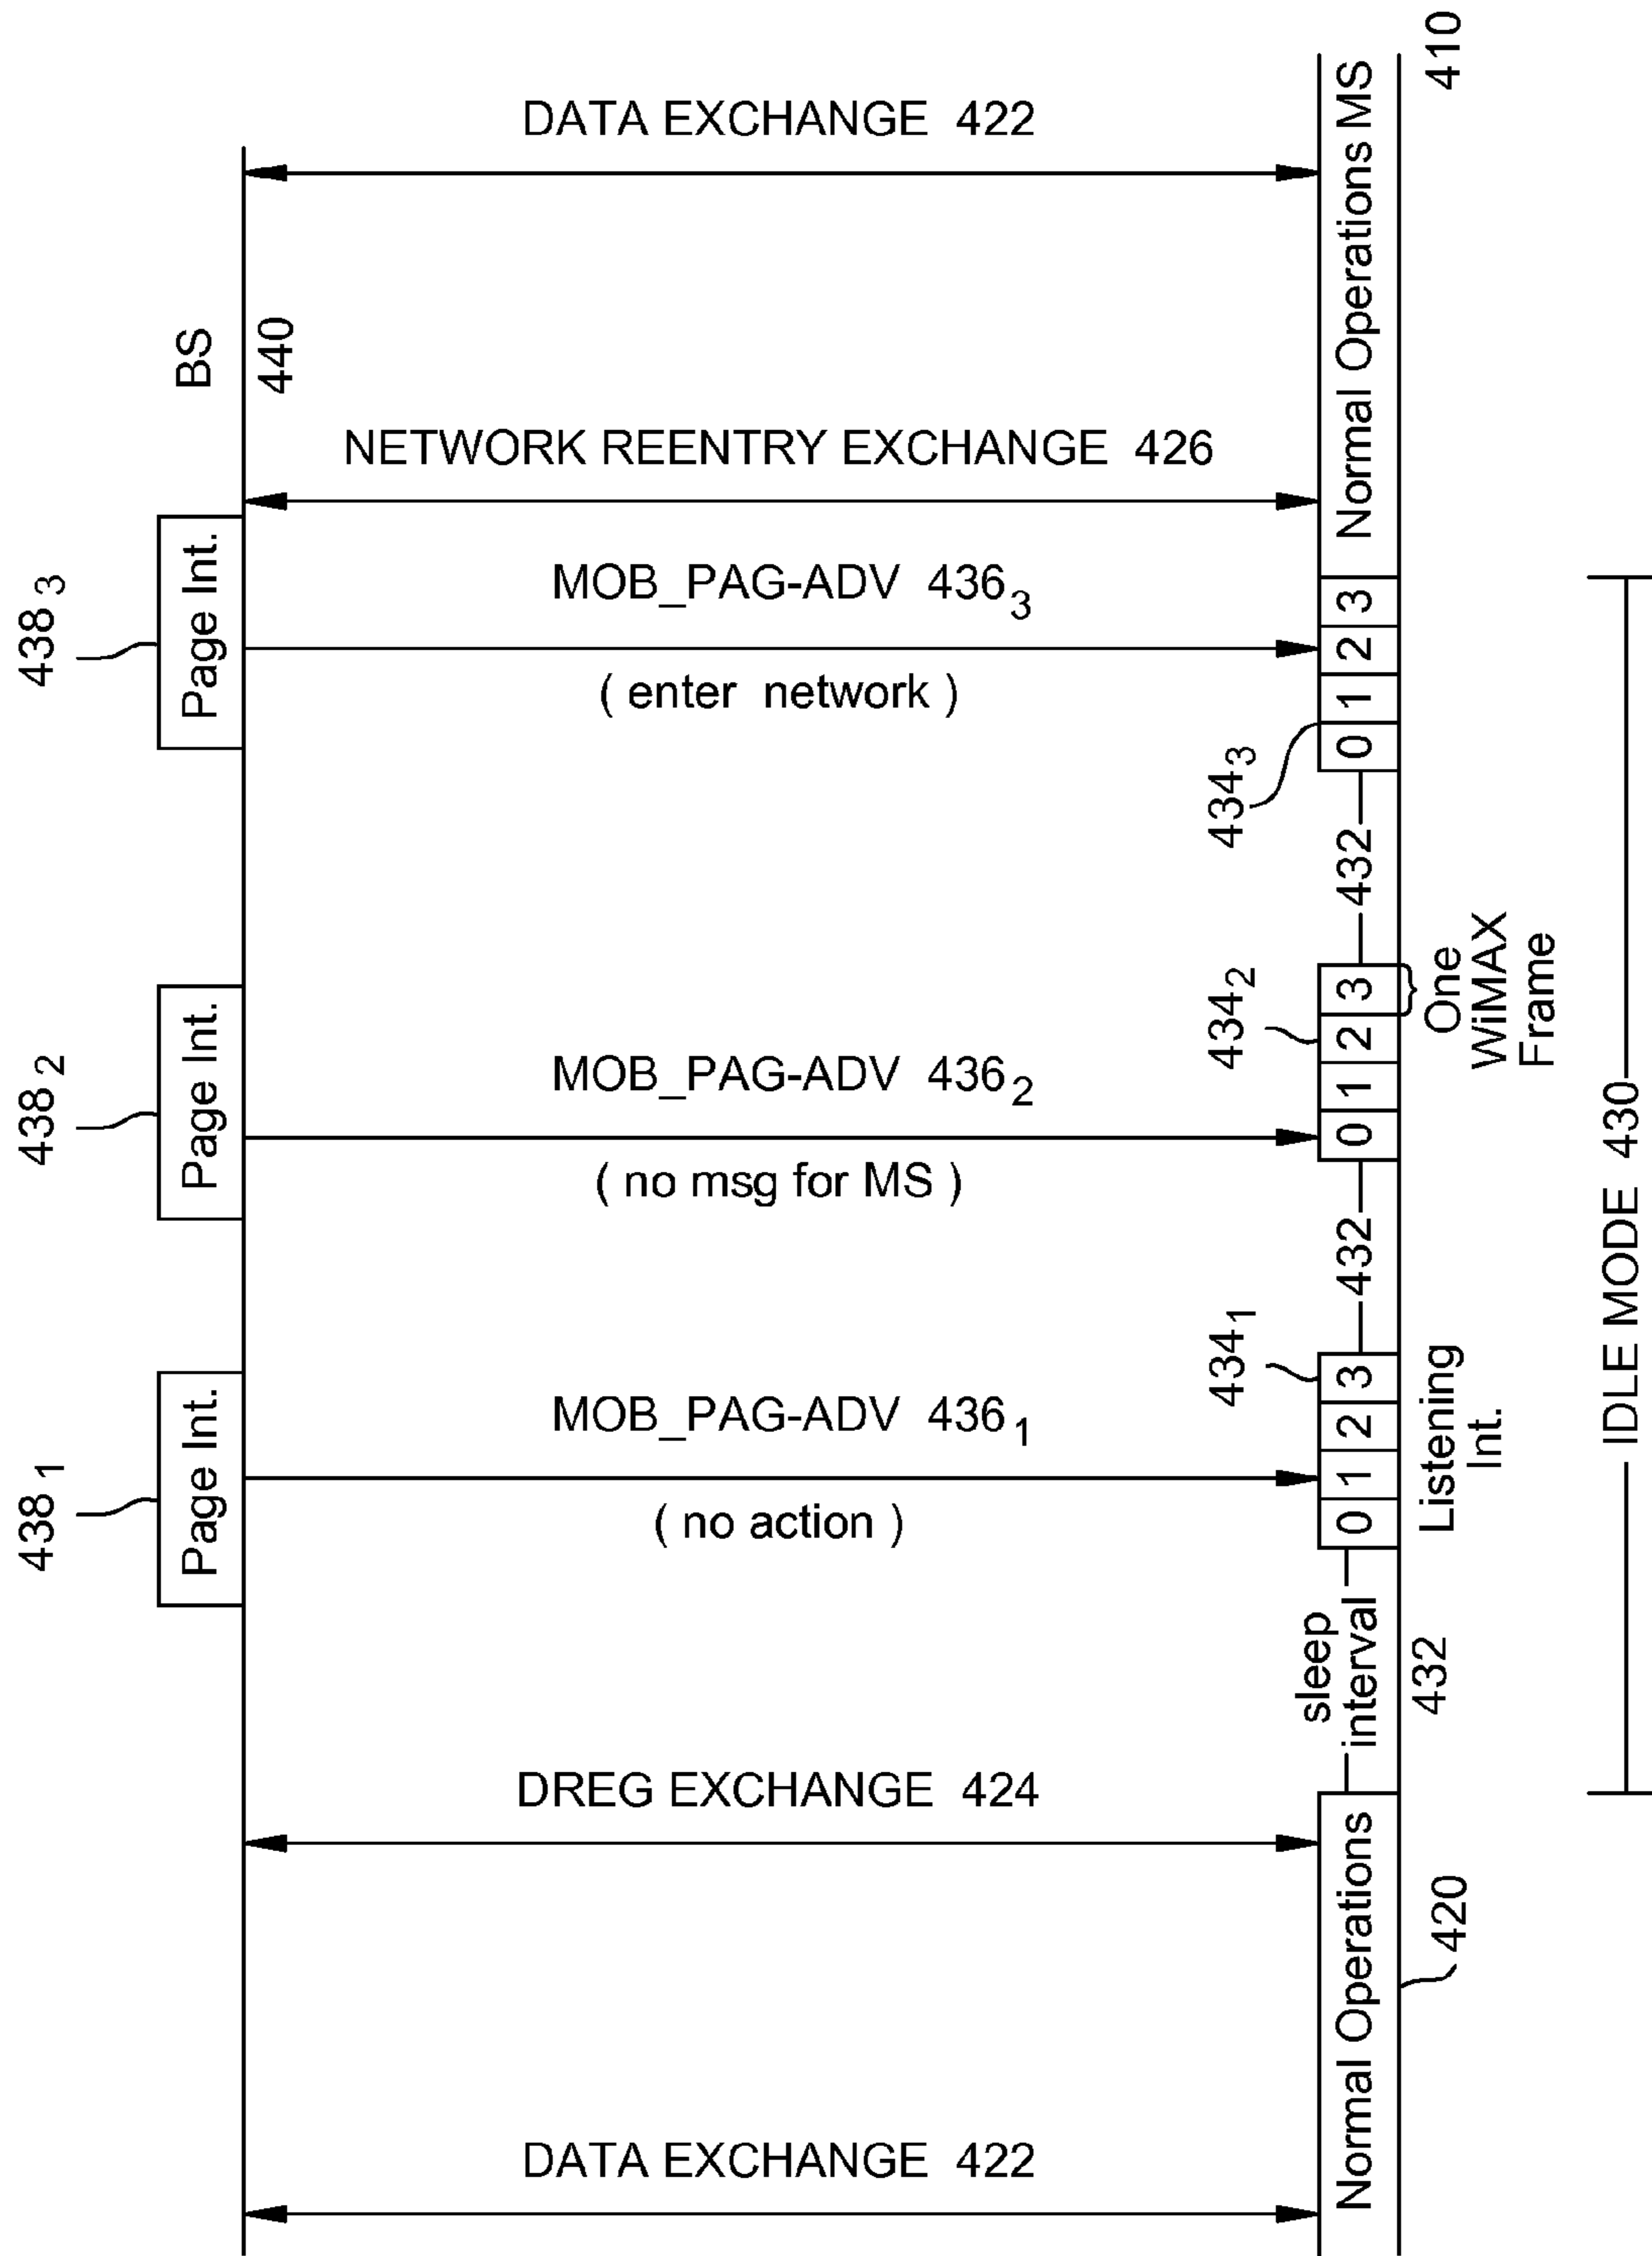 438 1
438 2
438 3
Page Int.
Page Int.
Page Int.
BS
440
DATA EXCHANGE 422
DREG EXCHANGE 424
MOB_PAG-ADV 436 1
( no action )
MOB_PAG-ADV 436 2
( no msg for MS )
MOB_PAG-ADV 436 3
( enter network )
NETWORK REENTRY EXCHANGE 426
DATA EXCHANGE 422
434 1
434 2
434 3
Normal Operations
sleep
interval
0 1 2 3
432
0 1 2 3
432
0 1 2 3
Normal Operations MS
420
432
Listening
Int.
One
WiMAX
Frame
410
IDLE MODE 430